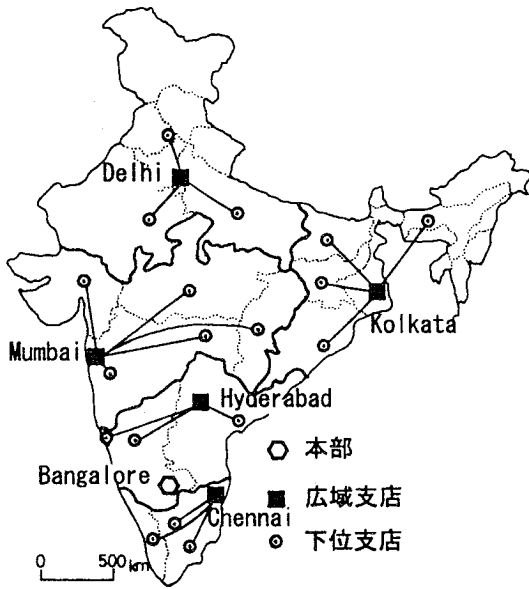 Delhi
Kolkata
Mumbai
Hyderabad
本部
Bangalore
広域支店
Chennai
下位支店
0 500km